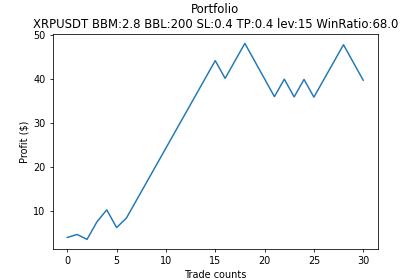 Portfolio
XRPUSDT BBM:2.8 BBL:200 SL:0.4 TP:0.4 lev:15 WinRatio:68.0
50
40
30
20
10
Profit ($)
0 5 10 15 20 25 30
Trade counts